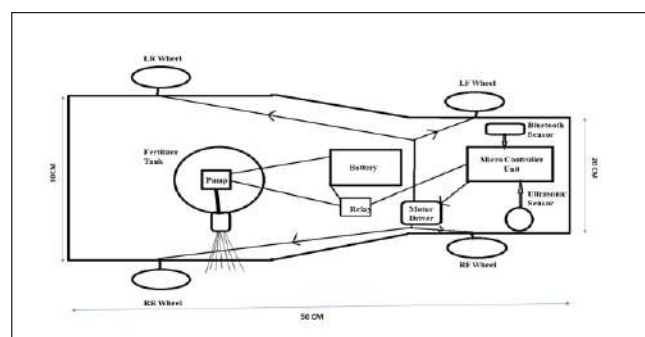 LR Wheel
LF Wheel
Bluetooth
Sensor
Fertilizer
Tank
Pump
Battery
Micro Controller
Unit
Relay
Motor
Driver
Ultrasonic
Sensor
30CM
20 CM
RR Wheel
RF Wheel
50 CM